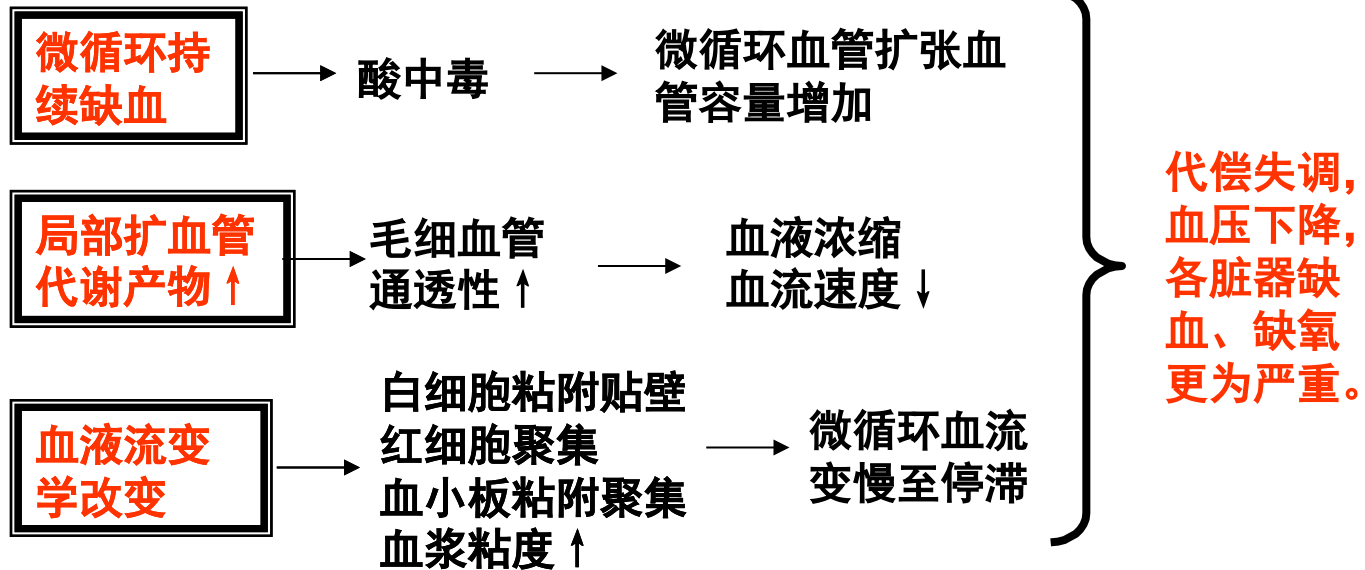 微循环持
续缺血
酸中毒
微循环血管扩张血
管容量增加
局部扩血管
代谢产物↑
毛细血管
通透性↑
血液浓缩
血流速度↓
血液流变
学改变
白细胞粘附贴壁
红细胞聚集
血小板粘附聚集
血浆粘度↑
微循环血流
变慢至停滞
代偿失调，
血压下降，
各脏器缺
血、缺氧
更为严重。